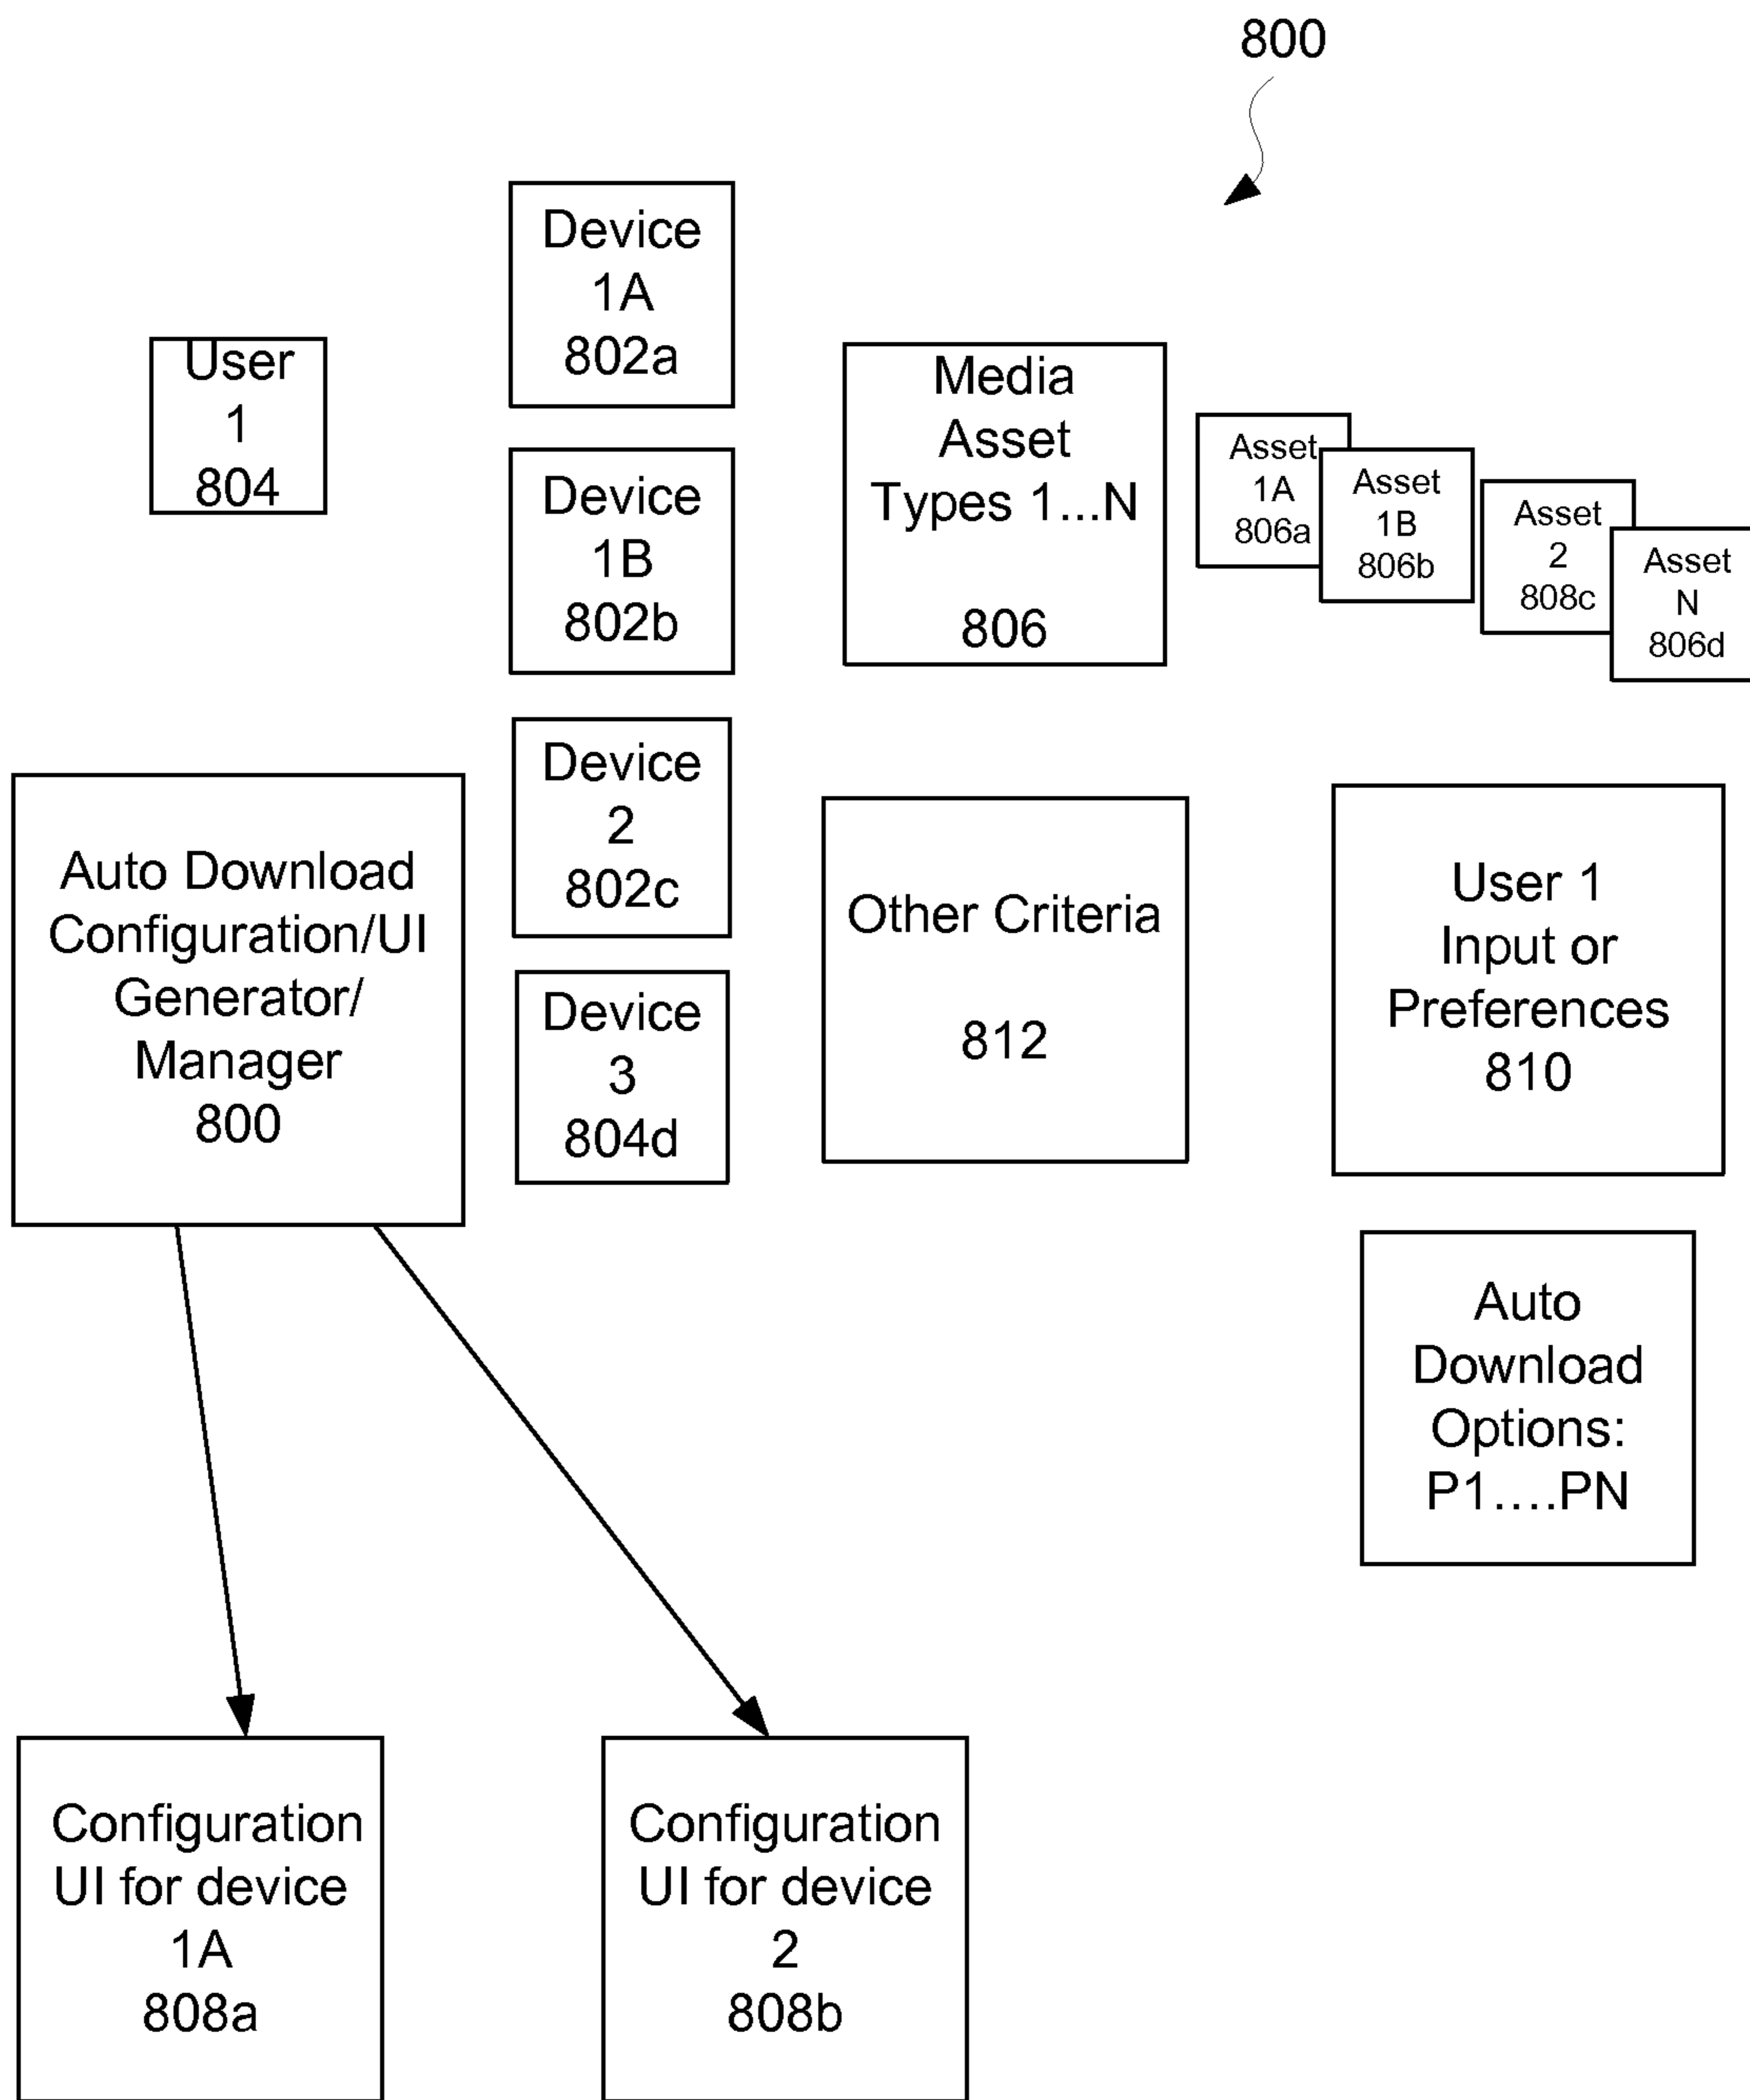 800
Device
1A
802a
User
1
804
Media
Asset
Types 1...N
806
Asset
1A
806a
Asset
1B
806b
Asset
2
808c
Asset
N
806d
Device
1B
802b
Device
2
802c
Device
3
804d
Auto Download
Configuration/UI
Generator/
Manager
800
Other Criteria
812
User 1
Input or
Preferences
810
Auto
Download
Options:
P1....PN
Configuration
UI for device
1A
808a
Configuration
UI for device
2
808b